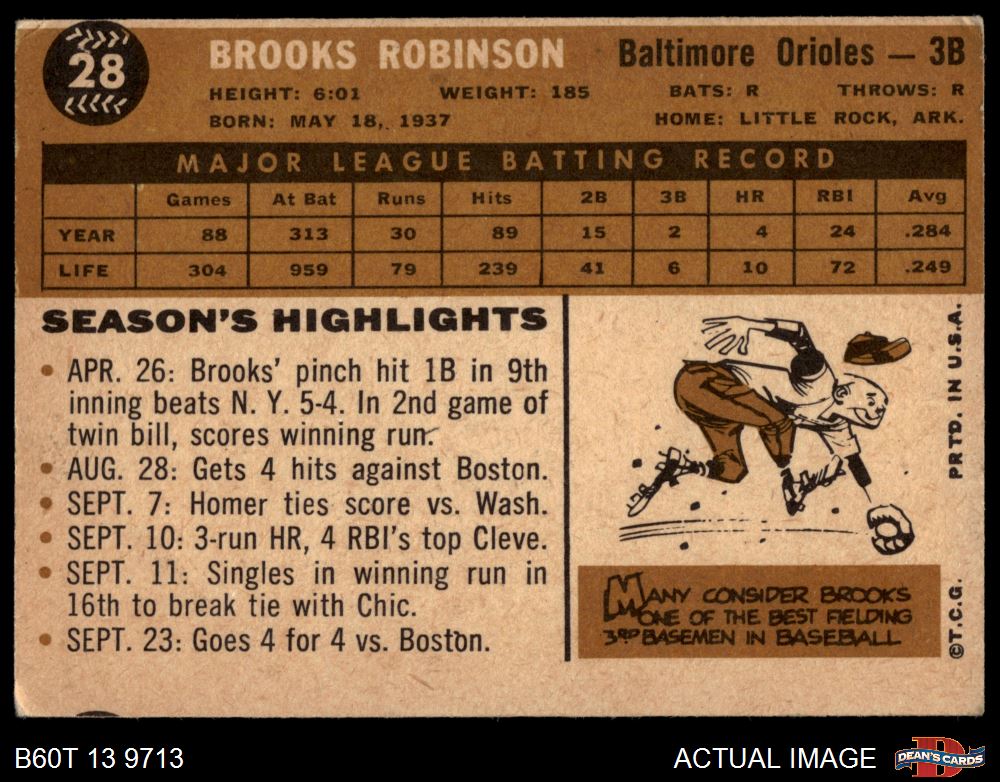 28
BROOKS ROBINSON Baltimore Orioles — 3B
HEIGHT: 6:01 WEIGHT: 185 BATS: R THROWS: R
BORN: MAY 18, 1937 HOME: LITTLE ROCK, ARK.
MAJOR LEAGUE BATTING RECORD
Games At Bat Runs Hits 2B 3B HR RBI Avg
YEAR 88 313 30 89 15 2 4 24 .284
LIFE 304 959 79 239 41 6 10 72 .249
SEASON'S HIGHLIGHTS
• APR. 26: Brooks' pinch hit 1B in 9th
inning beats N. Y. 5-4. In 2nd game of
twin bill, scores winning run.
• AUG. 28: Gets 4 hits against Boston.
• SEPT. 7: Homer ties score vs. Wash.
• SEPT. 10: 3-run HR, 4 RBI's top Cleve.
• SEPT. 11: Singles in winning run in
16th to break tie with Chic.
• SEPT. 23: Goes 4 for 4 vs. Boston.
MANY CONSIDER BROOKS
ONE OF THE BEST FIELDING
3RD BASEMEN IN BASEBALL
©T.C.G. PRTD. IN U.S.A.
B60T 13 9713 ACTUAL IMAGE
D
DEAN'S CARDS